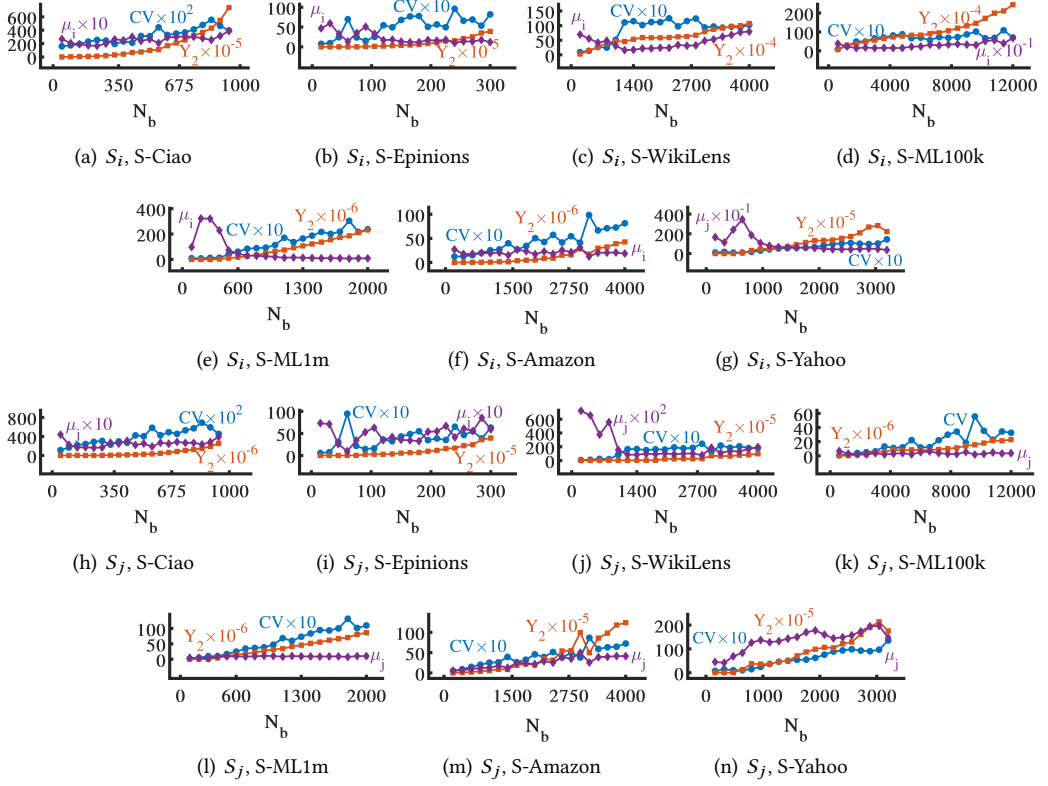 μi×10 CV×10² Y2×10⁻⁵
600
400
200
0
0 350 675 1000
Nb
(a) Si, S-Ciao
μi CV×10 Y2×10⁻⁵
100
50
0
0 100 200 300
Nb
(b) Si, S-Epinions
μi CV×10 Y2×10⁻⁴
150
100
50
0
0 1400 2700 4000
Nb
(c) Si, S-WikiLens
CV×10 Y2×10⁻⁴ μi×10⁻¹
200
100
0
0 4000 8000 12000
Nb
(d) Si, S-ML100k
μi CV×10 Y2×10⁻⁶
400
200
0
0 600 1300 2000
Nb
(e) Si, S-ML1m
CV×10 Y2×10⁻⁶ μi
100
50
0
0 1500 2750 4000
Nb
(f) Si, S-Amazon
μj×10⁻¹ Y2×10⁻⁵ CV×10
400
200
0
0 1000 2000 3000
Nb
(g) Si, S-Yahoo
μj×10 CV×10² Y2×10⁻⁶
800
400
0
0 350 675 1000
Nb
(h) Sj, S-Ciao
CV×10 μj×10 Y2×10⁻⁵
100
50
0
0 100 200 300
Nb
(i) Sj, S-Epinions
μj×10² CV×10 Y2×10⁻⁵
600
400
200
0
0 1400 2700 4000
Nb
(j) Sj, S-WikiLens
Y2×10⁻⁶ CV μj
60
40
20
0
0 4000 8000 12000
Nb
(k) Sj, S-ML100k
Y2×10⁻⁶ CV×10 μj
100
50
0
0 600 1300 2000
Nb
(l) Sj, S-ML1m
CV×10 Y2×10⁻⁵ μj
100
50
0
0 1500 2750 4000
Nb
(m) Sj, S-Amazon
CV×10 Y2×10⁻⁵ μj
200
100
0
0 1000 2000 3000
Nb
(n) Sj, S-Yahoo